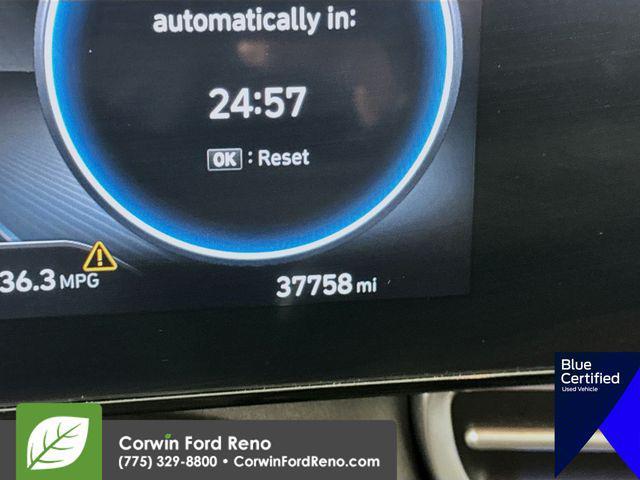 automatically in:
24:57
OK : Reset
36.3 MPG
37758 mi
Blue
Certified
Used Vehicle
Corwin Ford Reno
(775) 329-8800 • CorwinFordReno.com